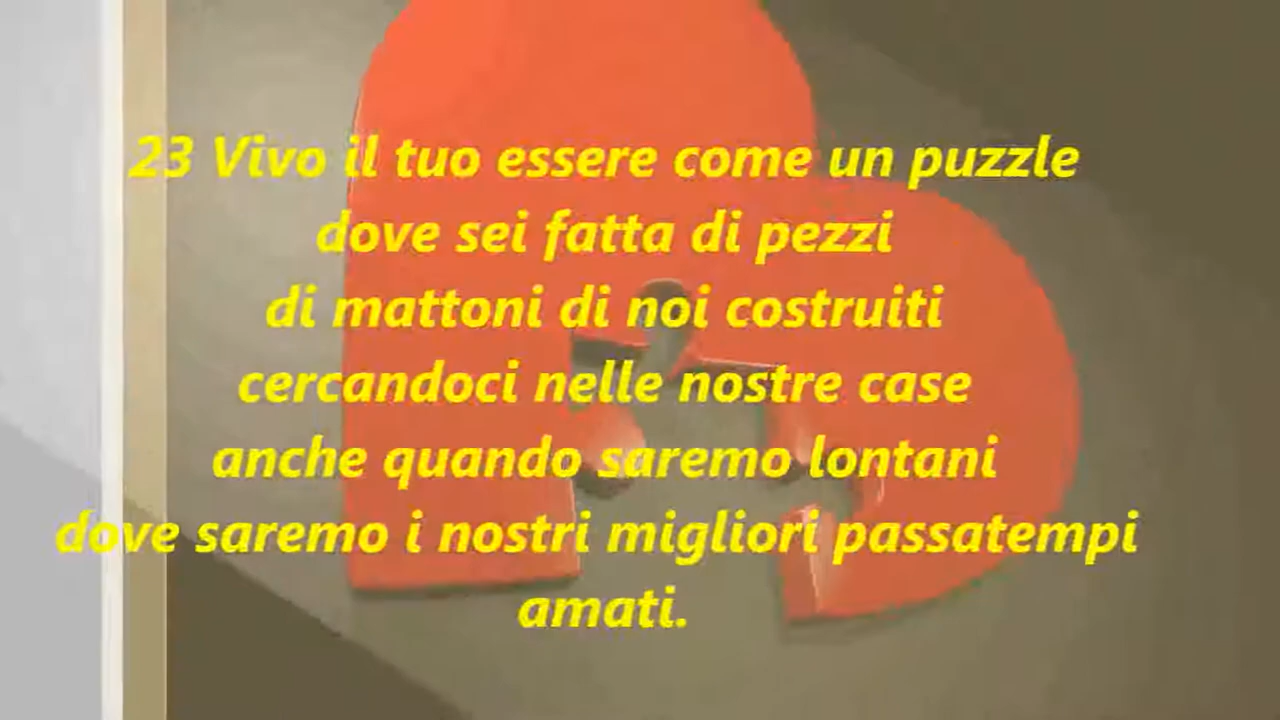 23 Vivo il tuo essere come un puzzle
dove sei fatta di pezzi
di mattoni di noi costruiti
cercandoci nelle nostre case
anche quando saremo lontani
dove saremo i nostri migliori passatempi
amati.